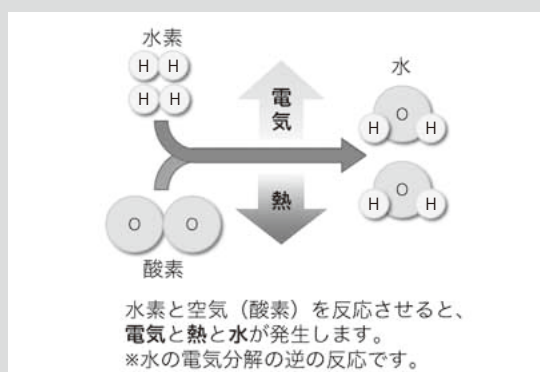 水素
H H
H H
電気
水
O
H H
O
H H
熱
O O
酸素
水素と空気（酸素）を反応させると、
電気と熱と水が発生します。
※水の電気分解の逆の反応です。